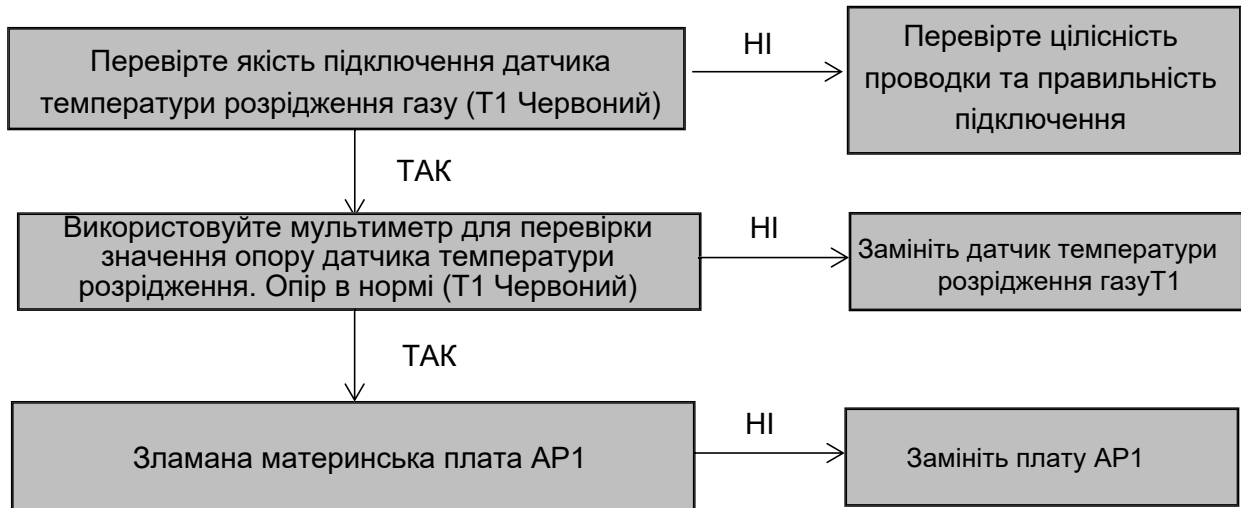 Перевірте якість підключення датчика
температури розрідження газу (Т1 Червоний)
НІ
Перевірте цілісність
проводки та правильність
підключення
ТАК
Використовуйте мультиметр для перевірки
значення опору датчика температури
розрідження. Опір в нормі (Т1 Червоний)
НІ
Замініть датчик температури
розрідження газуТ1
ТАК
Зламана материнська плата АР1
НІ
Замініть плату АР1